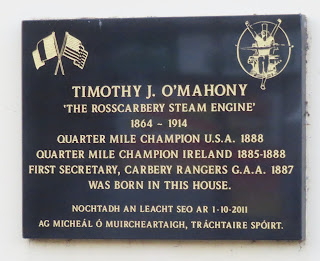 TIMOTHY J. O'MAHONY
'THE ROSSCARBERY STEAM ENGINE'
1864 ~ 1914
QUARTER MILE CHAMPION U.S.A. 1888
QUARTER MILE CHAMPION IRELAND 1885-1888
FIRST SECRETARY, CARBERY RANGERS G.A.A. 1887
WAS BORN IN THIS HOUSE.
NOCHTADH AN LEACHT SEO AR 1-10-2011
AG MICHEÁL Ó MUIRCHEARTAIGH, TRÁCHTAIRE SPÓIRT.